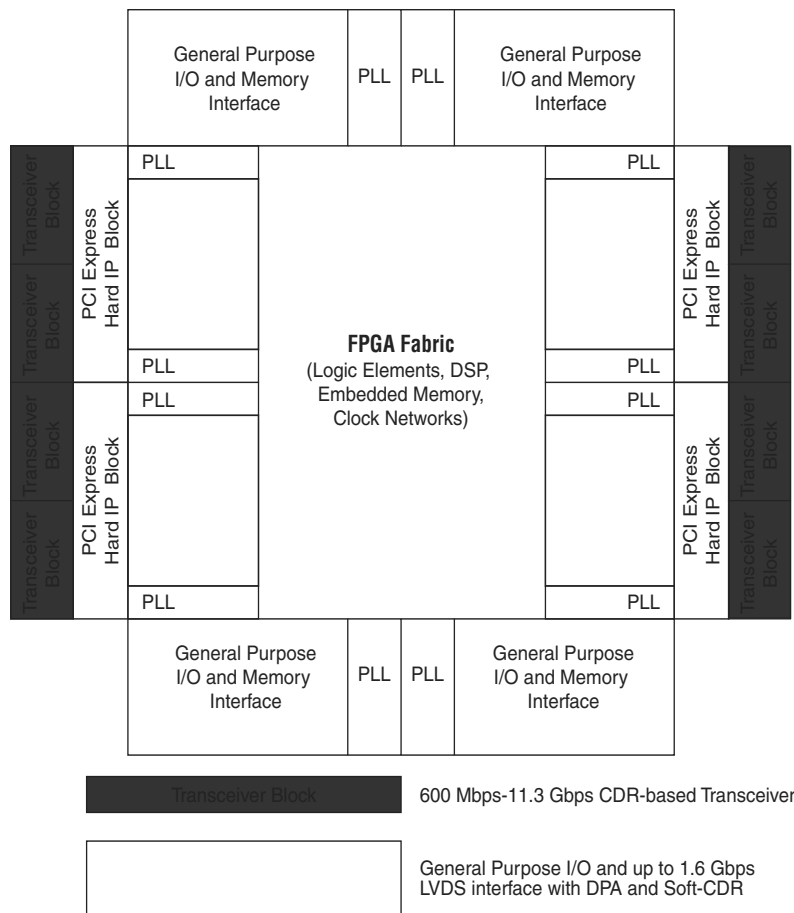 General Purpose
I/O and Memory
Interface
PLL
PLL
General Purpose
I/O and Memory
Interface
Transceiver
Block
Transceiver
Block
Transceiver
Block
Transceiver
Block
PCI Express
Hard IP Block
PCI Express
Hard IP Block
PLL
PLL
PLL
PLL
FPGA Fabric
(Logic Elements, DSP,
Embedded Memory,
Clock Networks)
PLL
PLL
PLL
PLL
PCI Express
Hard IP Block
PCI Express
Hard IP Block
Transceiver
Block
Transceiver
Block
Transceiver
Block
Transceiver
Block
General Purpose
I/O and Memory
Interface
PLL
PLL
General Purpose
I/O and Memory
Interface
Transceiver Block
600 Mbps-11.3 Gbps CDR-based Transceiver
General Purpose I/O and up to 1.6 Gbps
LVDS interface with DPA and Soft-CDR